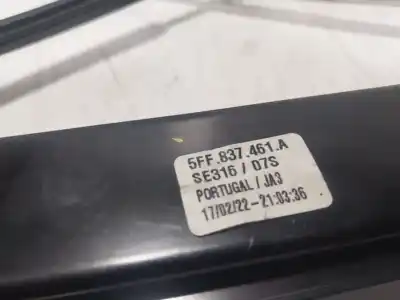 5FF.837.461.A
SE316 / 07S
PORTUGAL / JA3
17/02/22-21:03:36